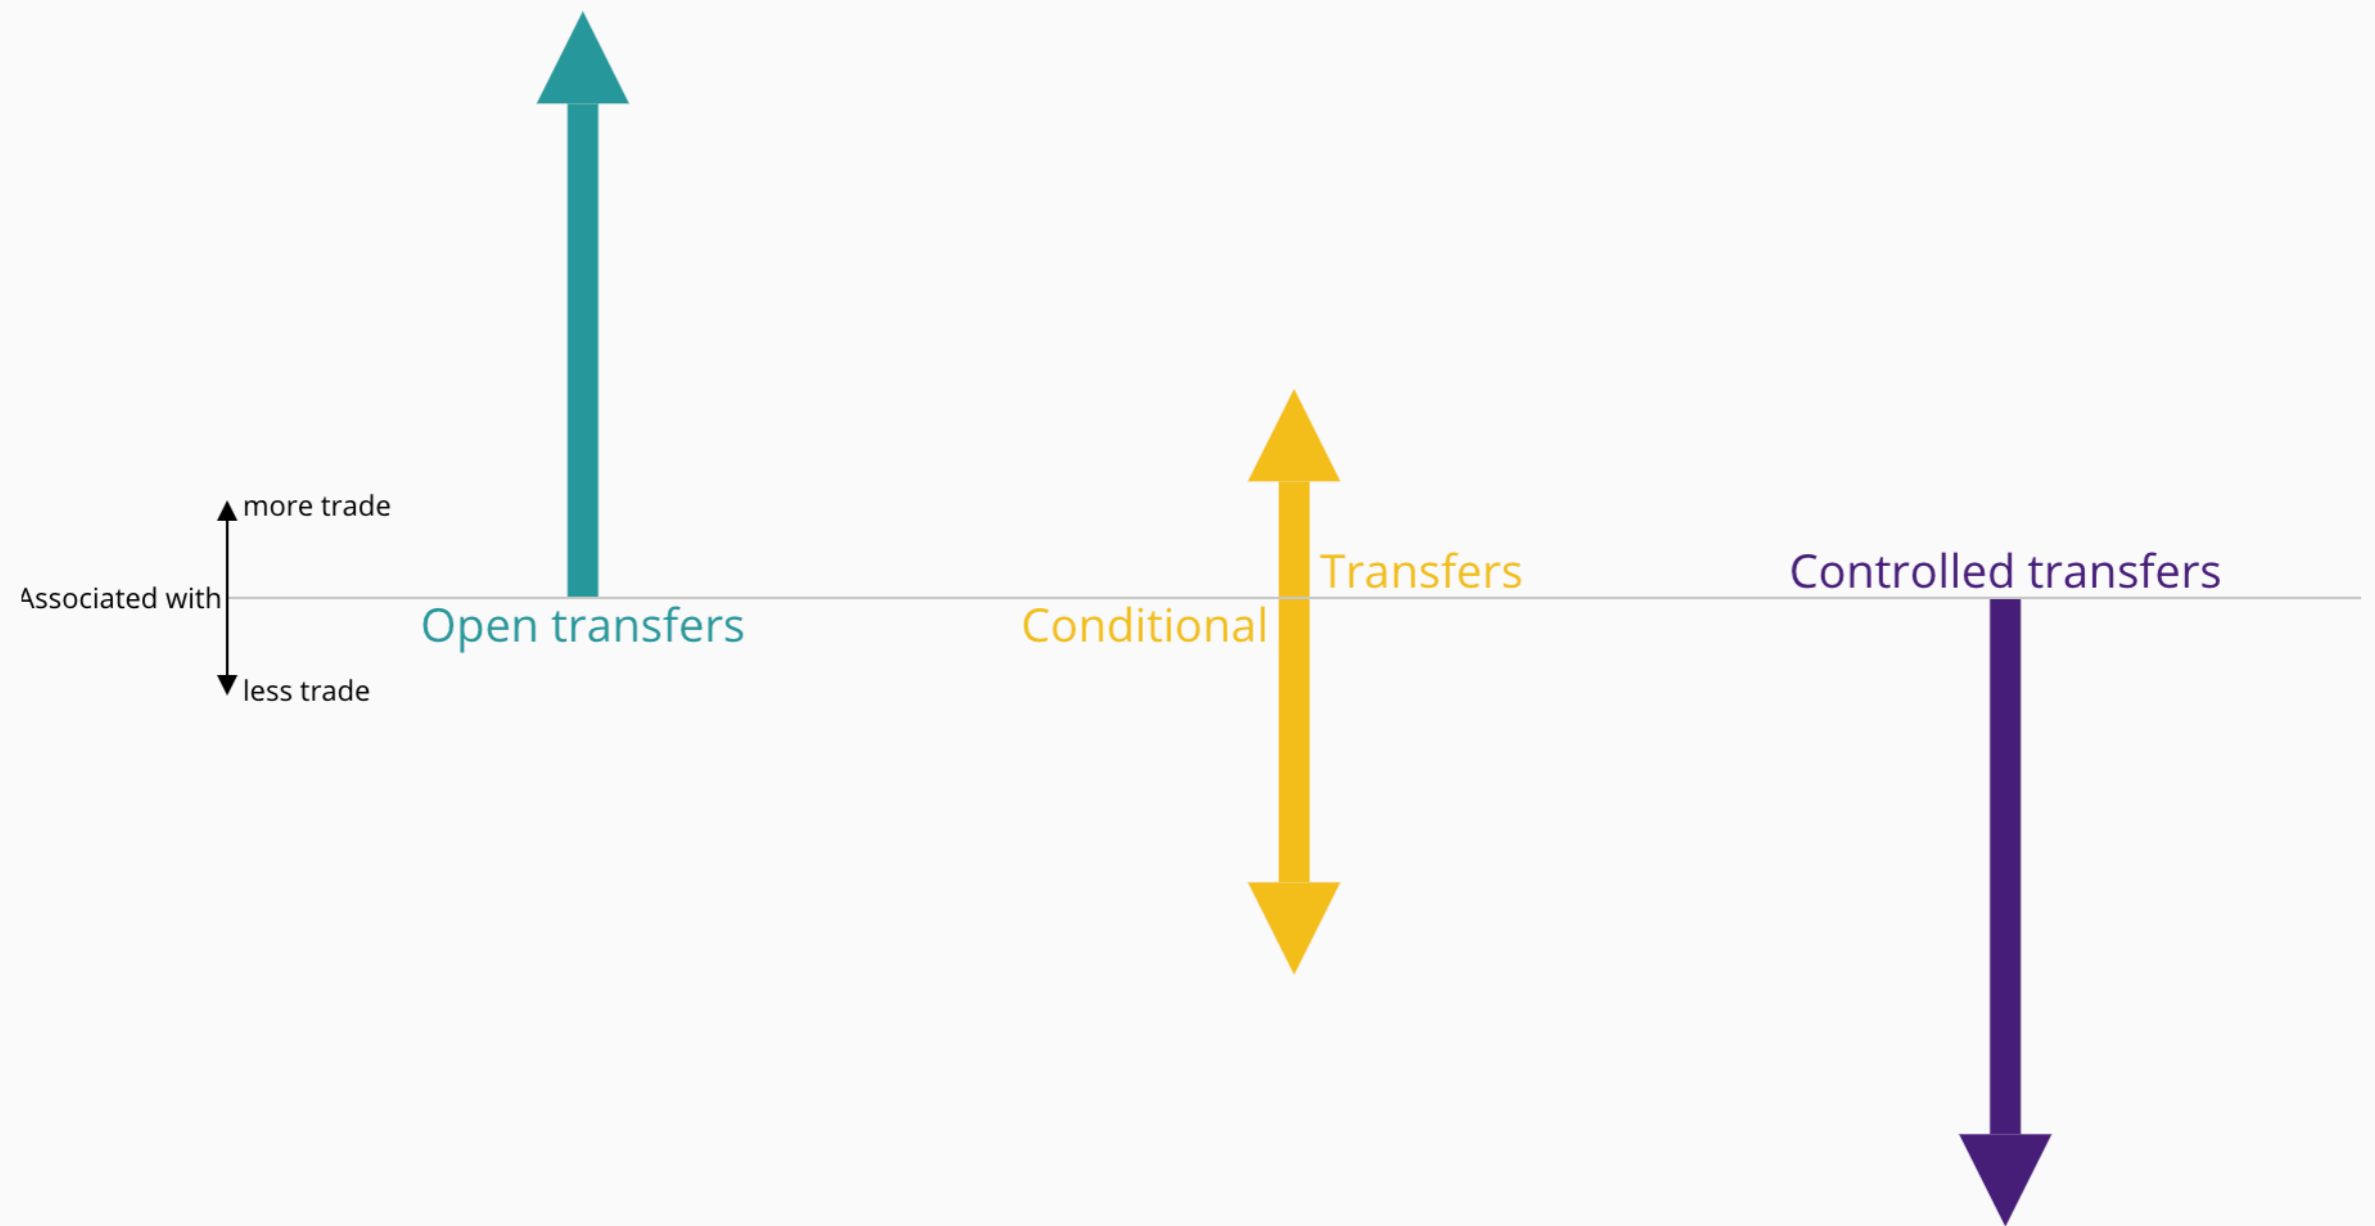 more trade
Associated with
less trade
Open transfers
Transfers
Conditional
Controlled transfers